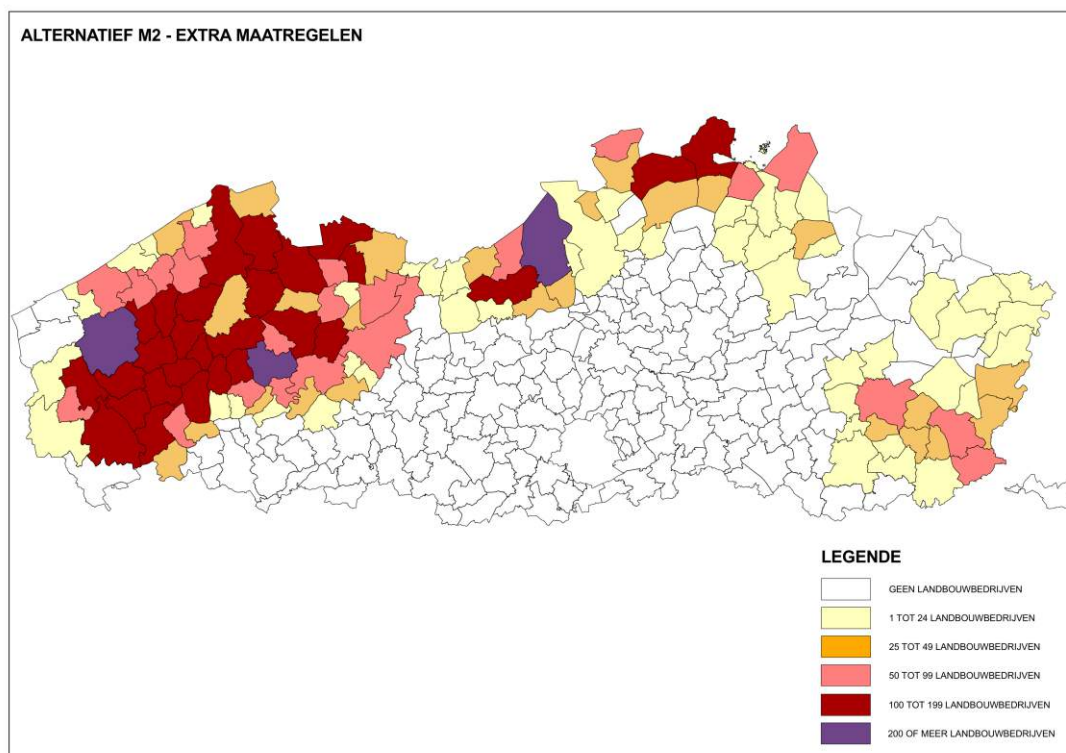 ALTERNATIEF M2 - EXTRA MAATREGELEN
LEGENDE
GEEN LANDBOUWBEDRIJVEN
1 TOT 24 LANDBOUWBEDRIJVEN
25 TOT 49 LANDBOUWBEDRIJVEN
50 TOT 99 LANDBOUWBEDRIJVEN
100 TOT 199 LANDBOUWBEDRIJVEN
200 OF MEER LANDBOUWBEDRIJVEN